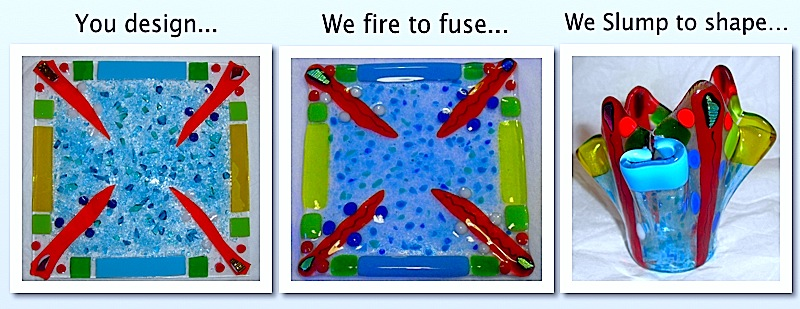 You design...
We fire to fuse...
We Slump to shape...